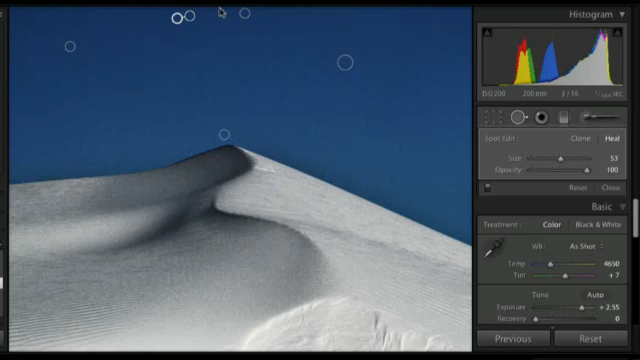 Histogram
ISO 200 200 mm f / 16
Spot Edit : Clone Heal
Size 53
Opacity 100
Reset Close
Basic
Treatment : Color Black & White
WB : As Shot
Temp 4650
Tint + 7
Tone Auto
Exposure + 2.55
Recovery 0
Previous Reset